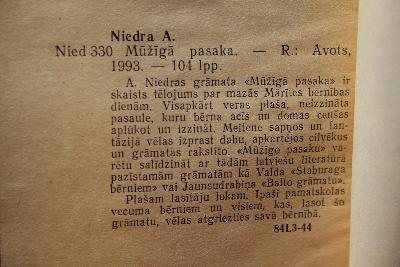 Niedra A.
Nied 330 Mūžīgā pasaka. — R.: Avots,
1993. — 104 lpp.
A. Niedras grāmata «Mūžīgā pasaka» ir
skaists tēlojums par mazās Mārītes bērnības
dienām. Visapkārt veras plaša, neizzināta
pasaule, kuru bērna acis un domas cenšas
aplūkot un izzināt. Meitene sapņos un fan-
tāzijā vēlas izprast dabu, apkārtējos cilvēkus
un grāmatās rakstīto. «Mūžīgo pasaku» va-
rētu salīdzināt ar tādām latviešu literatūrā
pazīstamām grāmatām kā Valda «Staburaga
bērniem» vai Jaunsudrabiņa «Balto grāmatu».
Plašam lasītāju lokam. Īpaši pamatskolas
vecuma bērniem un visiem, kas, lasot šo
grāmatu, vēlas atgriezties savā bērnībā.
84L3-44